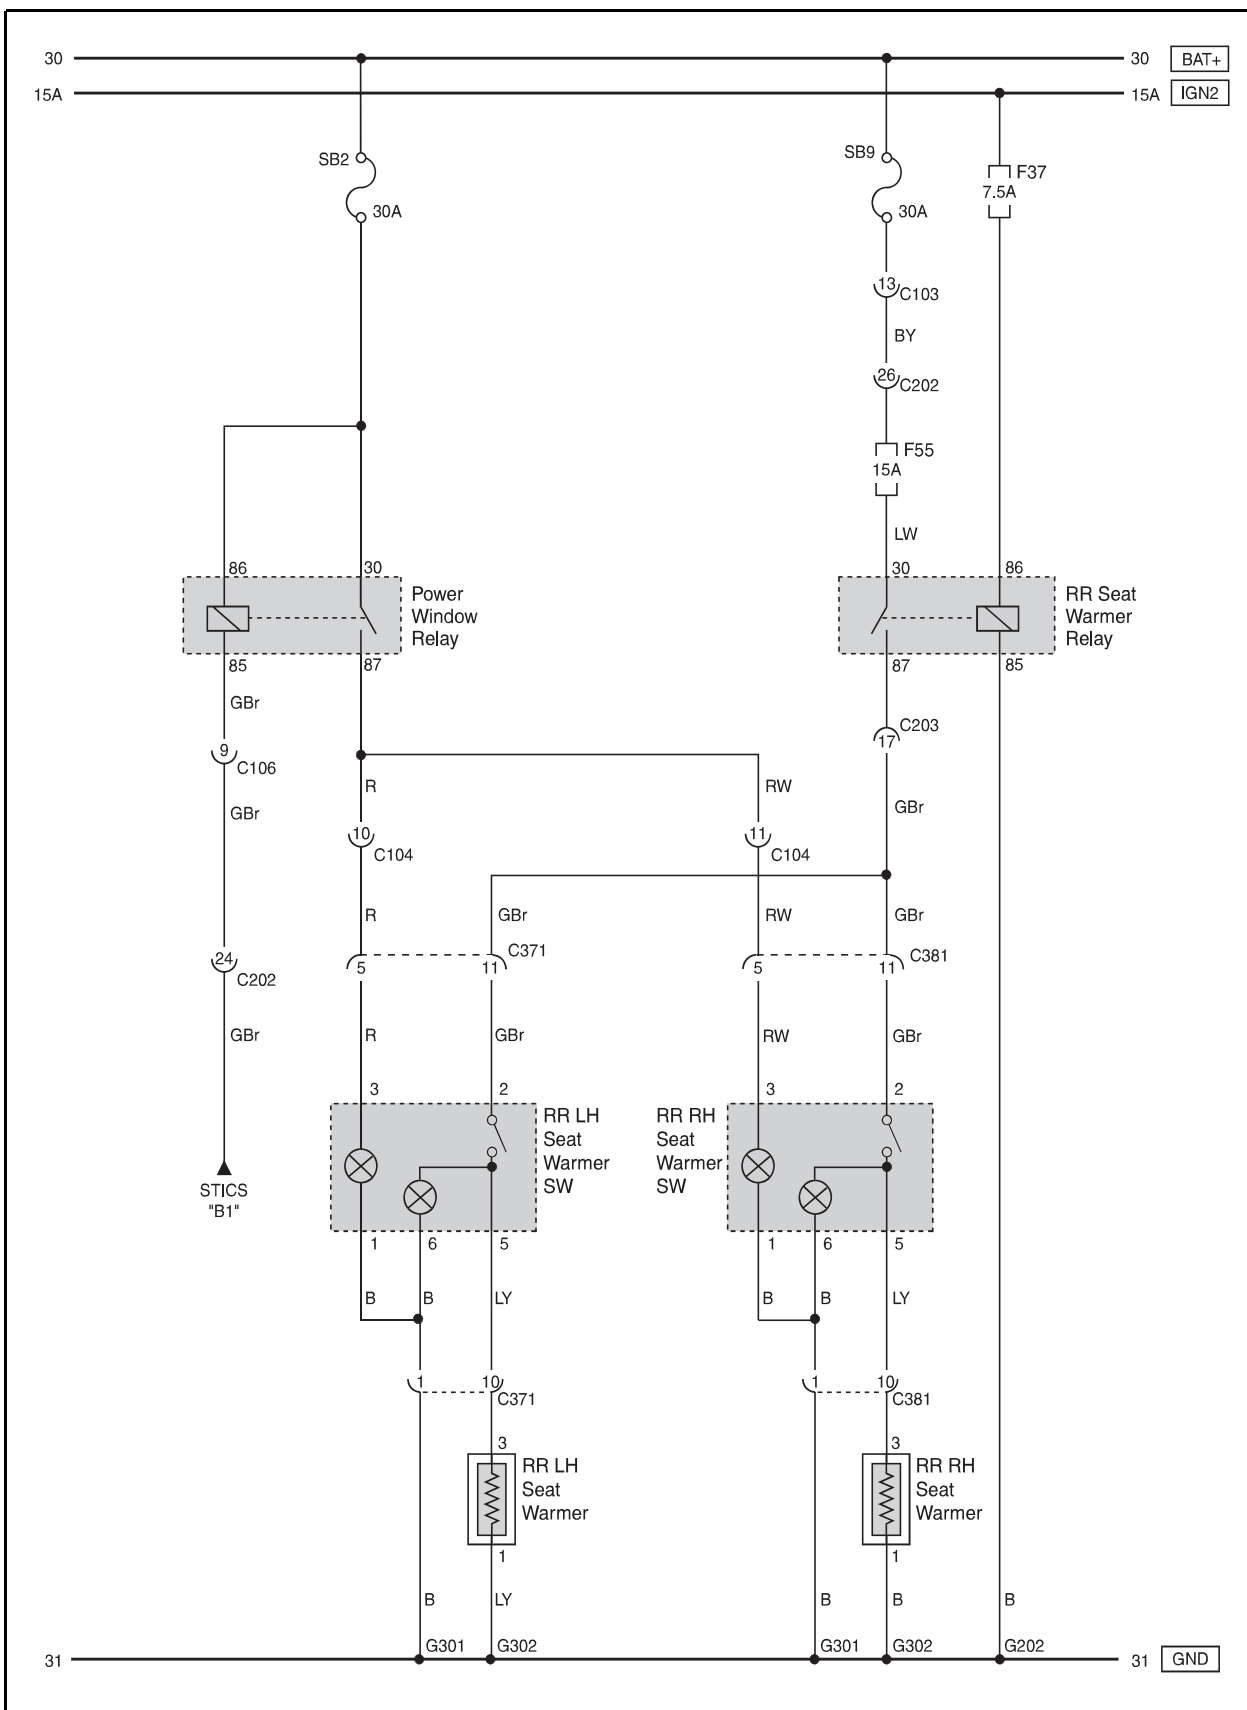 30
30
BAT+
15A
15A
IGN2
SB2
30A
SB9
30A
F37
7.5A
13
C103
BY
26
C202
F55
15A
LW
86
30
Power
Window
Relay
85
87
30
86
RR Seat
Warmer
Relay
87
85
GBr
9
C106
GBr
R
10
C104
RW
11
C104
C203
17
GBr
R
GBr
RW
GBr
24
C202
GBr
5
11
C371
5
11
C381
R
GBr
RW
GBr
3
2
RR LH
Seat
Warmer
SW
RR RH
Seat
Warmer
SW
3
2
STICS
"B1"
1
6
5
1
6
5
B
B
LY
B
B
LY
1
10
C371
1
10
C381
3
RR LH
Seat
Warmer
1
3
RR RH
Seat
Warmer
1
B
LY
B
B
B
G301
G302
G301
G302
G202
31
31
GND